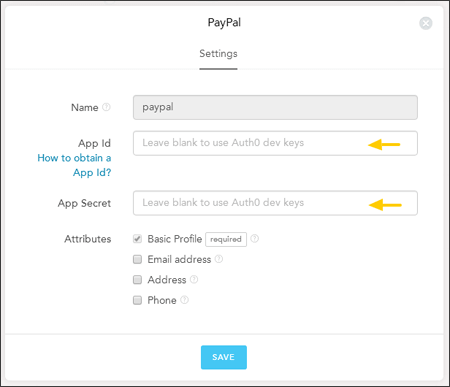 PayPal
Settings
Name
paypal
App Id
Leave blank to use Auth0 dev keys
How to obtain a
App Id?
App Secret
Leave blank to use Auth0 dev keys
Attributes
Basic Profile required
Email address
Address
Phone
SAVE